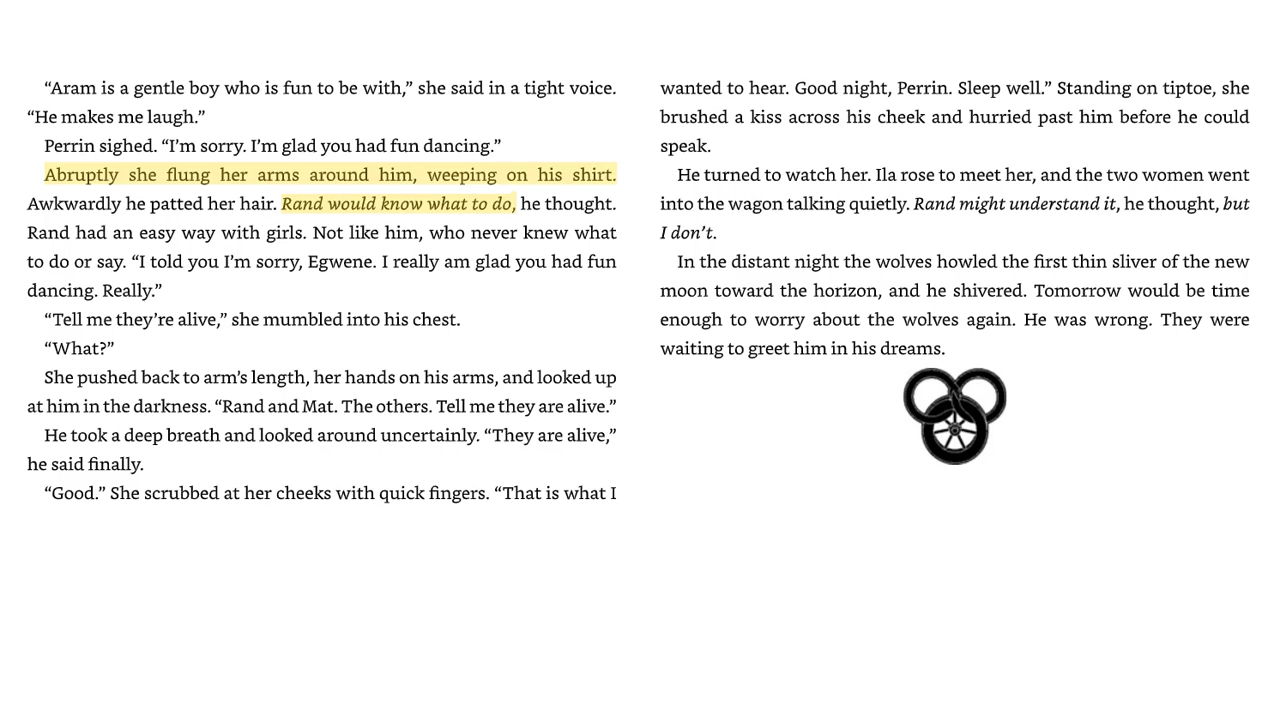 “Aram is a gentle boy who is fun to be with,” she said in a tight voice.
“He makes me laugh.”
Perrin sighed. “I’m sorry. I’m glad you had fun dancing.”
Abruptly she flung her arms around him, weeping on his shirt.
Awkwardly he patted her hair. Rand would know what to do, he thought.
Rand had an easy way with girls. Not like him, who never knew what
to do or say. “I told you I’m sorry, Egwene. I really am glad you had fun
dancing. Really.”
“Tell me they’re alive,” she mumbled into his chest.
“What?”
She pushed back to arm’s length, her hands on his arms, and looked up
at him in the darkness. “Rand and Mat. The others. Tell me they are alive.”
He took a deep breath and looked around uncertainly. “They are alive,”
he said finally.
“Good.” She scrubbed at her cheeks with quick fingers. “That is what I
wanted to hear. Good night, Perrin. Sleep well.” Standing on tiptoe, she
brushed a kiss across his cheek and hurried past him before he could
speak.
He turned to watch her. Ila rose to meet her, and the two women went
into the wagon talking quietly. Rand might understand it, he thought, but
I don’t.
In the distant night the wolves howled the first thin sliver of the new
moon toward the horizon, and he shivered. Tomorrow would be time
enough to worry about the wolves again. He was wrong. They were
waiting to greet him in his dreams.